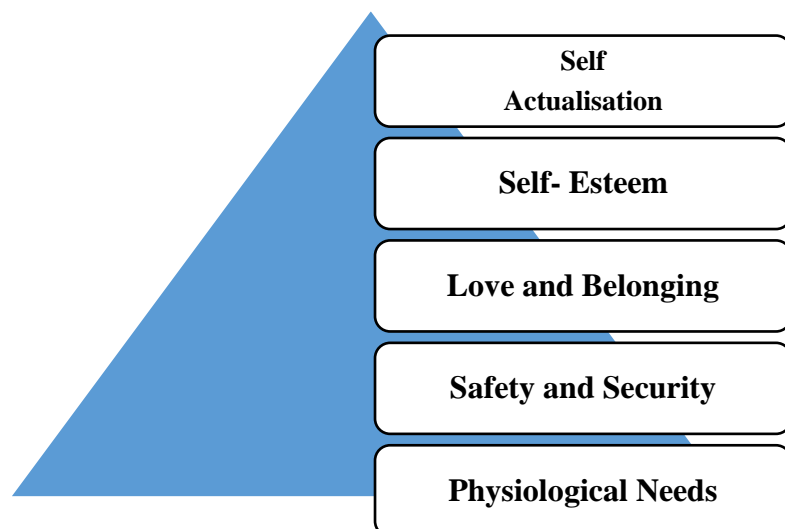 Self
Actualisation
Self- Esteem
Love and Belonging
Safety and Security
Physiological Needs